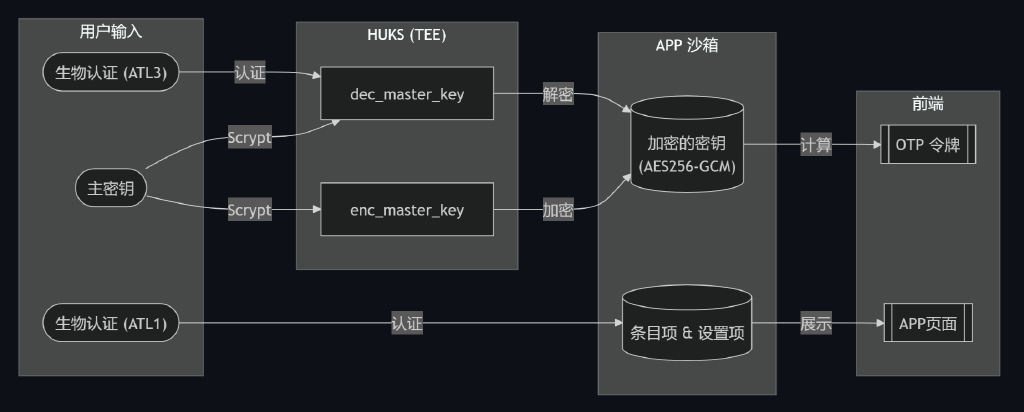 用户输入
生物认证 (ATL3)
主密钥
生物认证 (ATL1)
认证
Scrypt
Scrypt
认证
HUKS (TEE)
dec_master_key
enc_master_key
解密
加密
APP 沙箱
加密的密钥
(AES256-GCM)
条目项 & 设置项
计算
展示
前端
OTP 令牌
APP页面